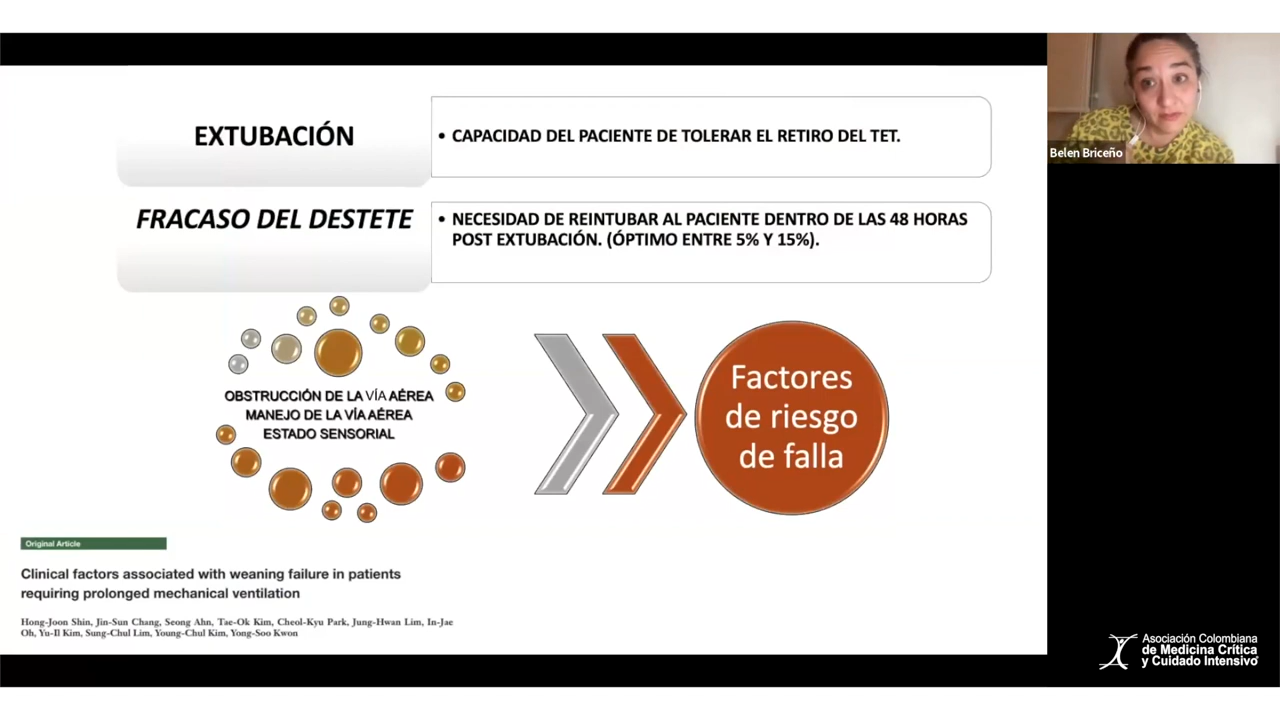 EXTUBACIÓN
• CAPACIDAD DEL PACIENTE DE TOLERAR EL RETIRO DEL TET.
FRACASO DEL DESTETE
• NECESIDAD DE REINTUBAR AL PACIENTE DENTRO DE LAS 48 HORAS
POST EXTUBACIÓN. (ÓPTIMO ENTRE 5% Y 15%).
OBSTRUCCIÓN DE LA VÍA AÉREA
MANEJO DE LA VÍA AÉREA
ESTADO SENSORIAL
Factores
de riesgo
de falla
Original Article
Clinical factors associated with weaning failure in patients
requiring prolonged mechanical ventilation
Hong-Joon Shin, Jin-Sun Chang, Seong Ahn, Tae-Ok Kim, Cheol-Kyu Park, Jung-Hwan Lim, In-Jae
Oh, Yu-Il Kim, Sung-Chul Lim, Young-Chul Kim, Yong-Soo Kwon
Belen Briceño
Asociación Colombiana
de Medicina Crítica
y Cuidado Intensivo